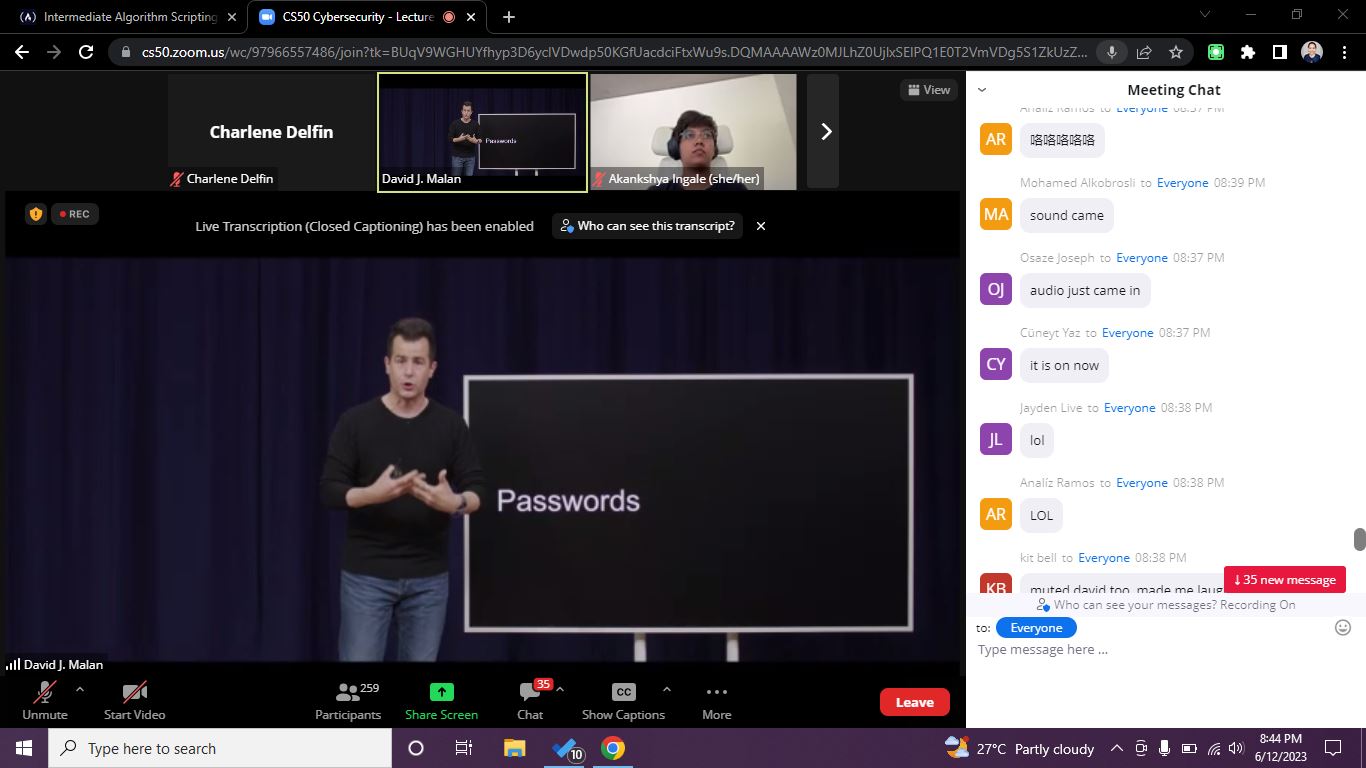 Intermediate Algorithm Scripting
CS50 Cybersecurity - Lecture
cs50.zoom.us/wc/97966557486/join?tk=
View
Charlene Delfin
Charlene Delfin
Passwords
David J. Malan
Akankshya Ingale (she/her)
REC
Live Transcription (Closed Captioning) has been enabled
Who can see this transcript?
Passwords
David J. Malan
Unmute
Start Video
259
Participants
Share Screen
35
Chat
CC
Show Captions
More
Leave
Meeting Chat
Analíz Ramos to Everyone 08:37 PM
AR
咯咯咯咯咯
Mohamed Alkobrosli to Everyone 08:39 PM
MA
sound came
Osaze Joseph to Everyone 08:37 PM
OJ
audio just came in
Cüneyt Yaz to Everyone 08:37 PM
CY
it is on now
Jayden Live to Everyone 08:38 PM
JL
lol
Analíz Ramos to Everyone 08:38 PM
AR
LOL
kit bell to Everyone 08:38 PM
KB
muted david too, made me laug
↓35 new message
Who can see your messages? Recording On
to: Everyone
Type message here ...
Type here to search
10
27°C Partly cloudy
8:44 PM
6/12/2023